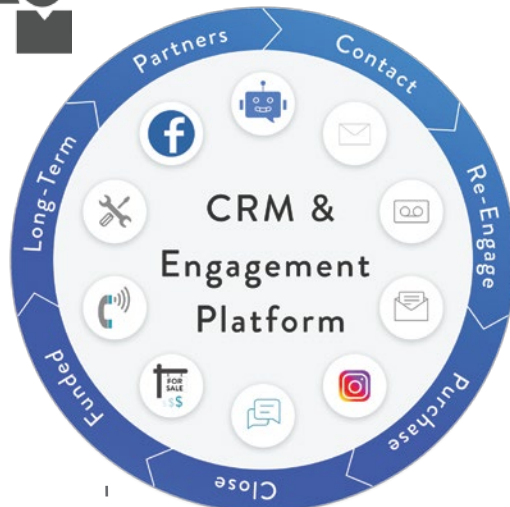 Partners
Contact
Re-Engage
Purchase
Close
Funded
Long-Term
CRM &
Engagement
Platform
FOR
SALE
$$$